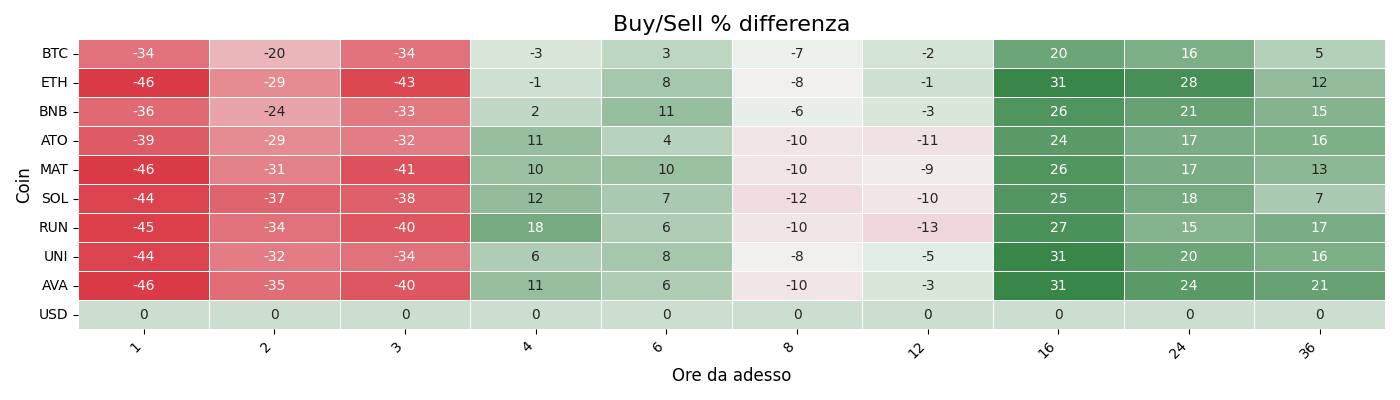 Buy/Sell % differenza
Coin
BTC -34 -20 -34 -3 3 -7 -2 20 16 5
ETH -46 -29 -43 -1 8 -8 -1 31 28 12
BNB -36 -24 -33 2 11 -6 -3 26 21 15
ATO -39 -29 -32 11 4 -10 -11 24 17 16
MAT -46 -31 -41 10 10 -10 -9 26 17 13
SOL -44 -37 -38 12 7 -12 -10 25 18 7
RUN -45 -34 -40 18 6 -10 -13 27 15 17
UNI -44 -32 -34 6 8 -8 -5 31 20 16
AVA -46 -35 -40 11 6 -10 -3 31 24 21
USD 0 0 0 0 0 0 0 0 0 0
1 2 3 4 6 8 12 16 24 36
Ore da adesso